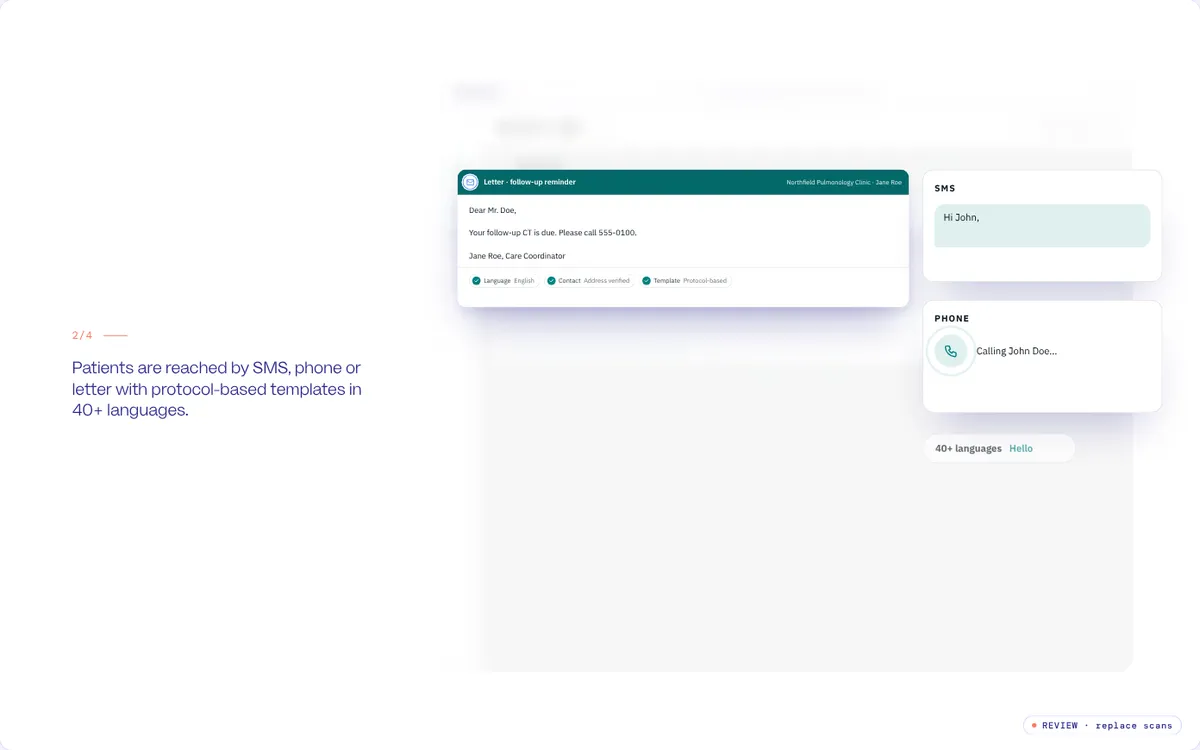 2/4
Patients are reached by SMS, phone or
letter with protocol-based templates in
40+ languages.
Letter · follow-up reminder
Northfield Pulmonology Clinic · Jane Roe
Dear Mr. Doe,
Your follow-up CT is due. Please call 555-0100.
Jane Roe, Care Coordinator
Language English
Contact Address verified
Template Protocol-based
SMS
Hi John,
PHONE
Calling John Doe...
40+ languages Hello
REVIEW · replace scans